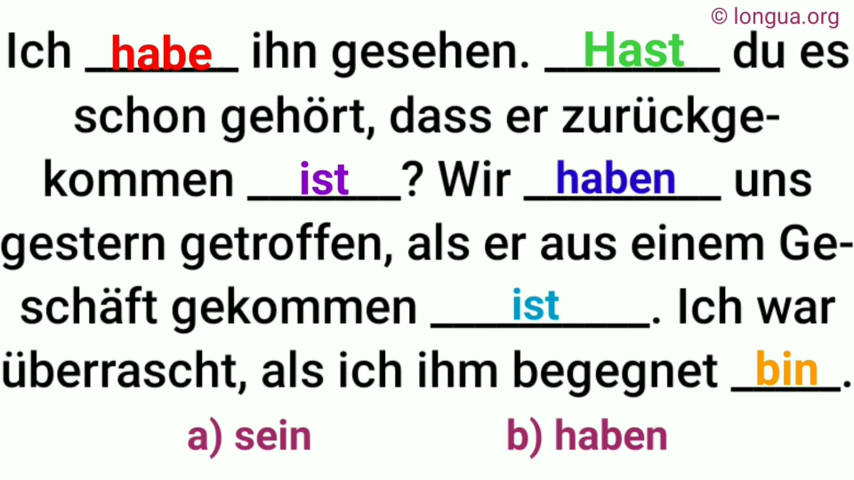 © longua.org
Ich habe ihn gesehen. Hast du es
schon gehört, dass er zurückge-
kommen ist? Wir haben uns
gestern getroffen, als er aus einem Ge-
schäft gekommen ist. Ich war
überrascht, als ich ihm begegnet bin.
a) sein b) haben